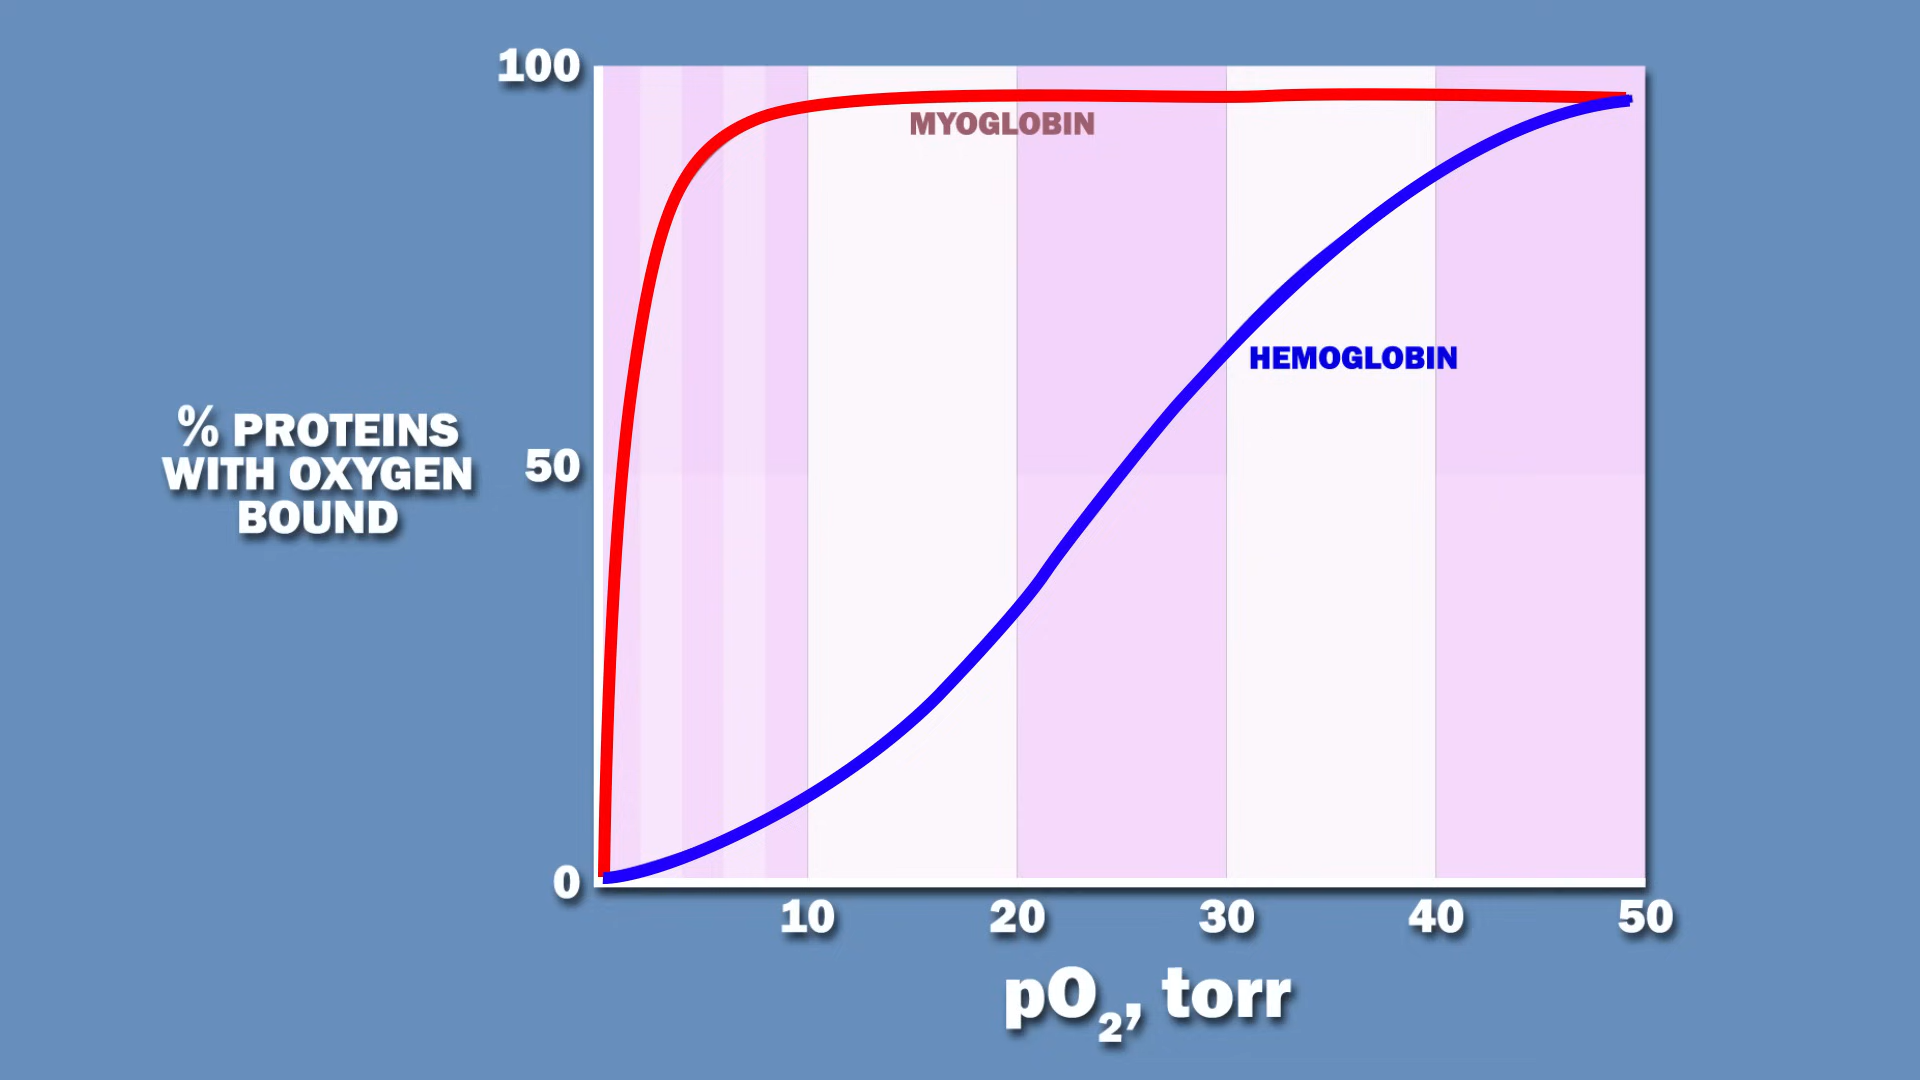 100
MYOGLOBIN
HEMOGLOBIN
% PROTEINS
WITH OXYGEN
BOUND
50
0
10 20 30 40 50
pO₂, torr